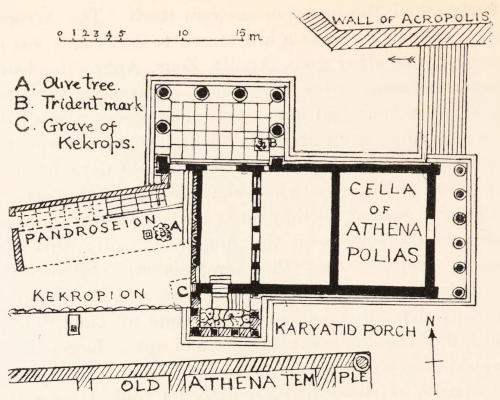 WALL OF ACROPOLIS
0 1 2 3 4 5 10 15 m
A. Olive tree.
B. Trident mark
C. Grave of
Kekrops.
B
CELLA
OF
ATHENA
POLIAS
PANDROSEION
A
KEKROPION
C
KARYATID PORCH
N
OLD ATHENA TEMPLE